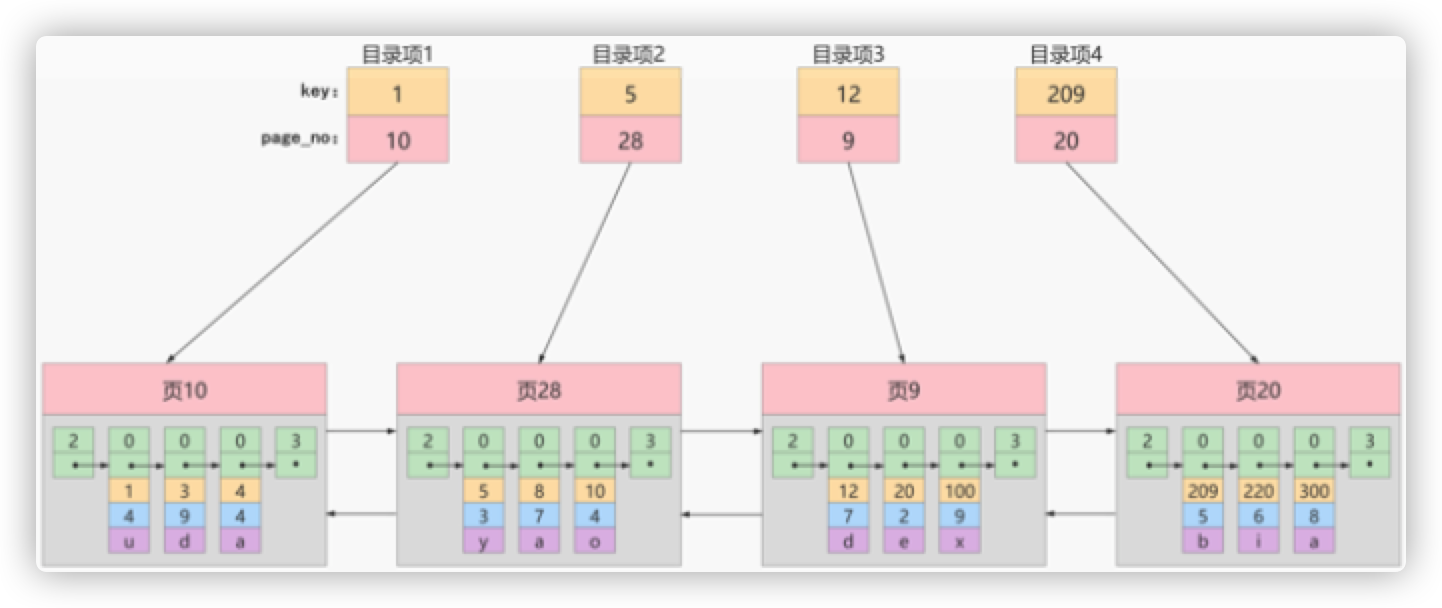 目录项1 目录项2 目录项3 目录项4
key: 1 5 12 209
page_no: 10 28 9 20
页10 页28 页9 页20
2 0 0 0 3 2 0 0 0 3 2 0 0 0 3 2 0 0 0 3
1 3 4 5 8 10 12 20 100 209 220 300
4 9 4 3 7 4 7 2 9 5 6 8
u d a y a o d e x b i a